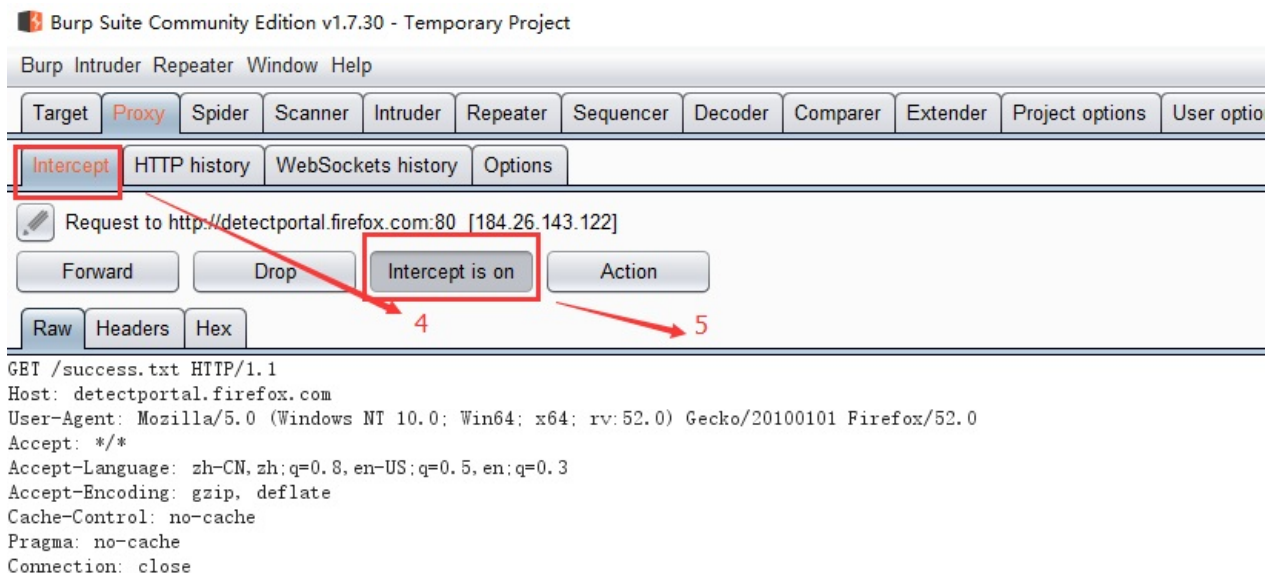 Burp Suite Community Edition v1.7.30 - Temporary Project
Burp Intruder Repeater Window Help
Target Proxy Spider Scanner Intruder Repeater Sequencer Decoder Comparer Extender Project options User optio
Intercept HTTP history WebSockets history Options
Request to http://detectportal.firefox.com:80 [184.26.143.122]
Forward Drop Intercept is on Action
Raw Headers Hex 4 5
GET /success.txt HTTP/1.1
Host: detectportal.firefox.com
User-Agent: Mozilla/5.0 (Windows NT 10.0; Win64; x64; rv:52.0) Gecko/20100101 Firefox/52.0
Accept: */*
Accept-Language: zh-CN,zh;q=0.8,en-US;q=0.5,en;q=0.3
Accept-Encoding: gzip, deflate
Cache-Control: no-cache
Pragma: no-cache
Connection: close